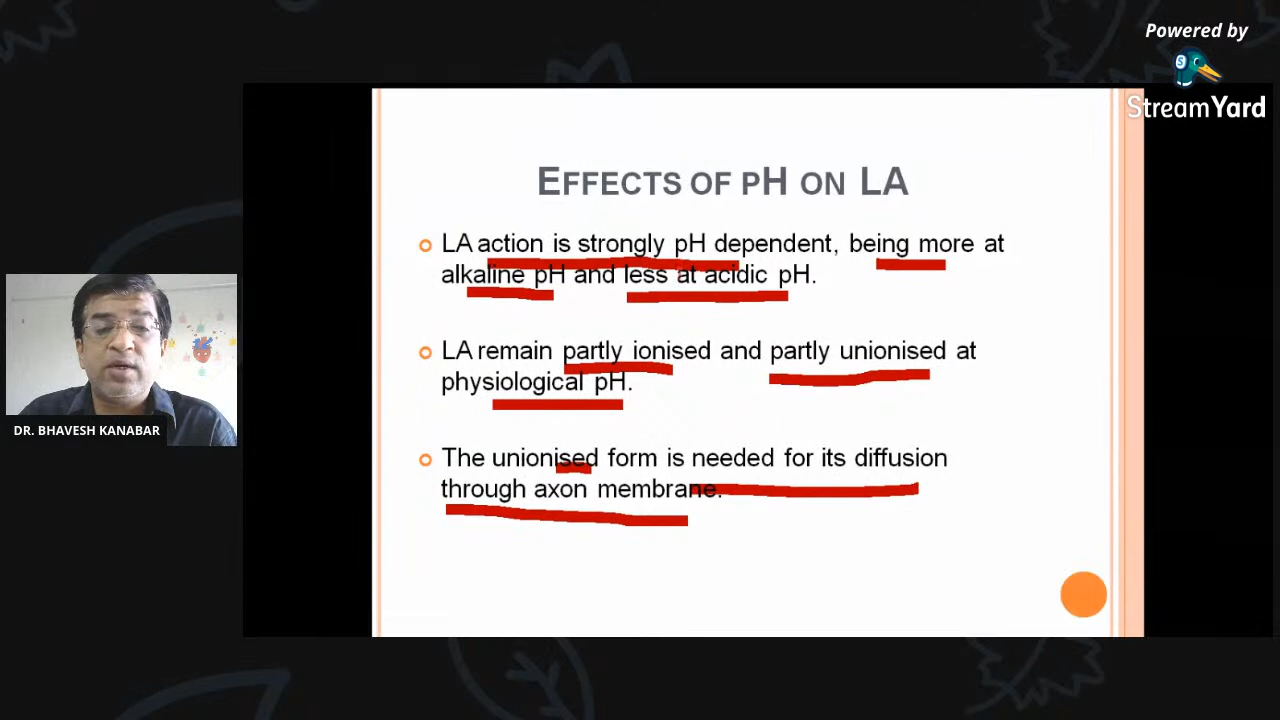 Powered by
StreamYard
EFFECTS OF pH ON LA
LA action is strongly pH dependent, being more at
alkaline pH and less at acidic pH.
LA remain partly ionised and partly unionised at
physiological pH.
The unionised form is needed for its diffusion
through axon membrane.
DR. BHAVESH KANABAR